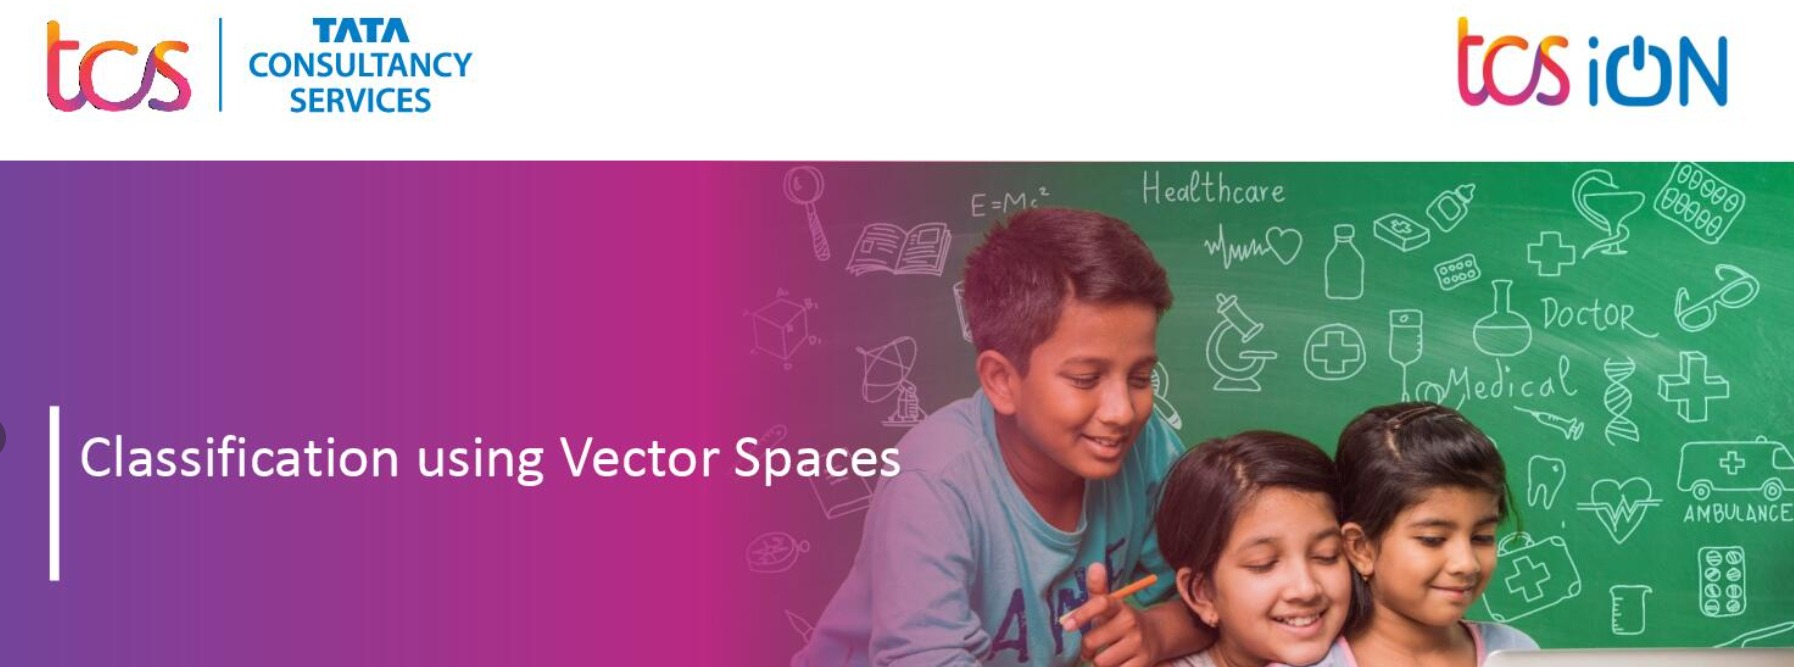 tcs
TATA
CONSULTANCY
SERVICES
tcs iON
E=Mc²
Healthcare
DOCTOR
Medical
AMBULANCE
Classification using Vector Spaces